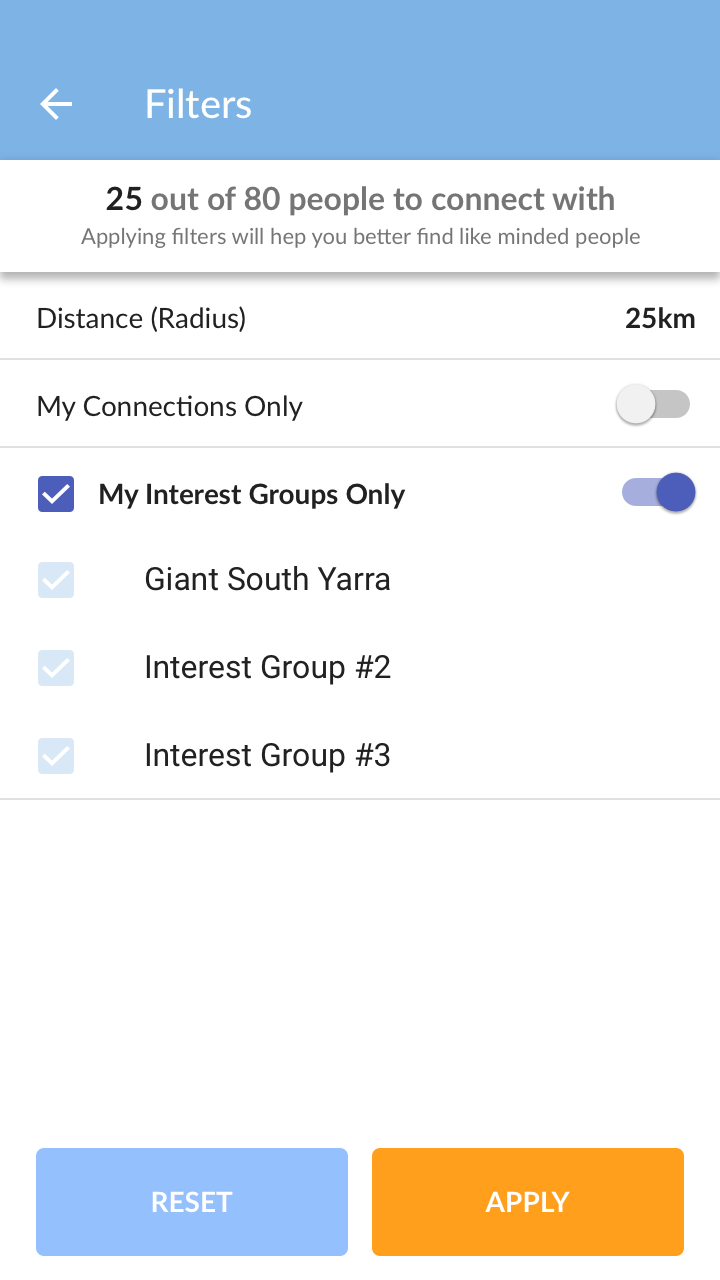 Filters
25 out of 80 people to connect with
Applying filters will hep you better find like minded people
Distance (Radius) 25km
My Connections Only
My Interest Groups Only
Giant South Yarra
Interest Group #2
Interest Group #3
RESET APPLY